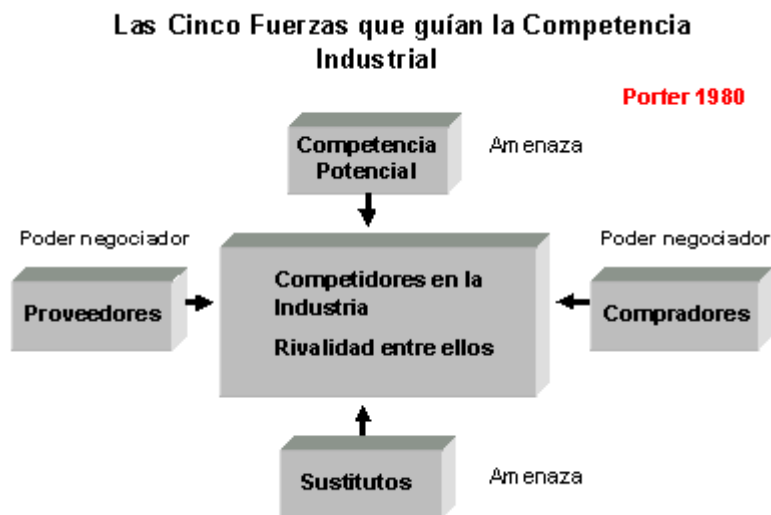 Las Cinco Fuerzas que guían la Competencia
Industrial
Porter 1980
Competencia
Potencial
Amenaza
Poder negociador
Poder negociador
Proveedores
Competidores en la
Industria
Rivalidad entre ellos
Compradores
Sustitutos
Amenaza